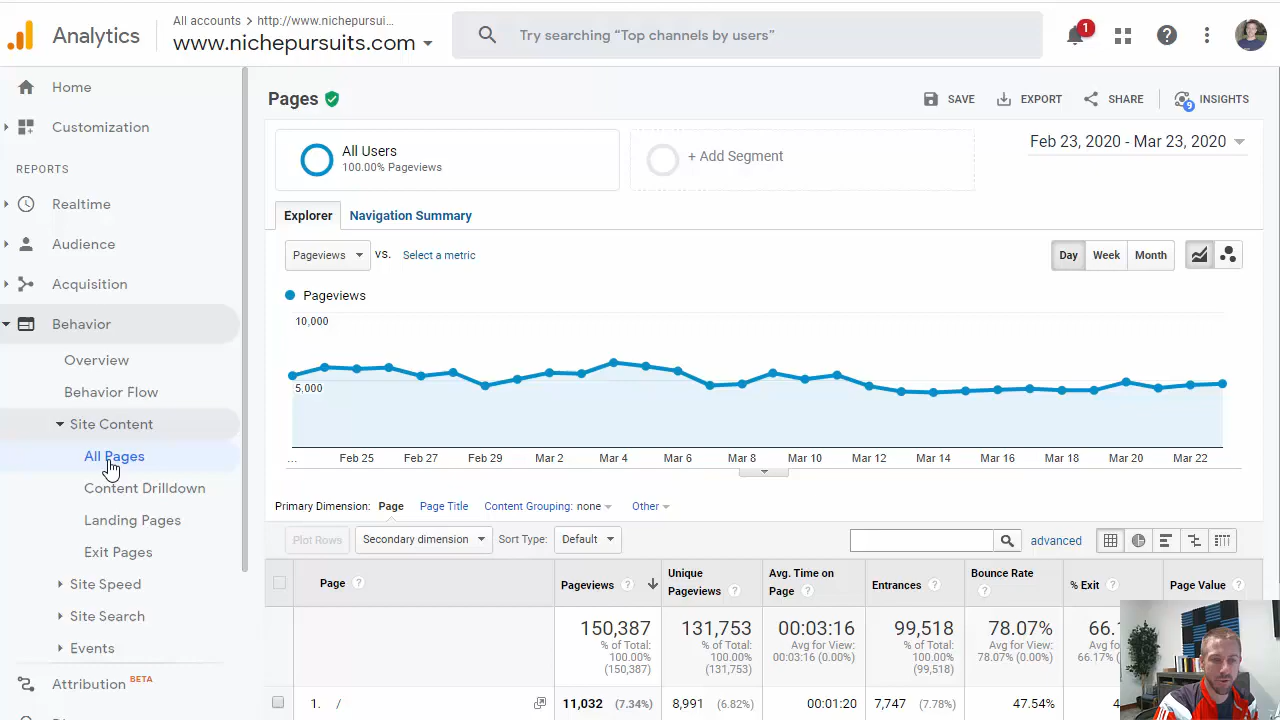 Analytics
All accounts > http://www.nichepursui...
www.nichepursuits.com
Try searching “Top channels by users”
1
Home
Customization
REPORTS
Realtime
Audience
Acquisition
Behavior
Overview
Behavior Flow
Site Content
All Pages
Content Drilldown
Landing Pages
Exit Pages
Site Speed
Site Search
Events
Attribution BETA
Pages
SAVE
EXPORT
SHARE
9
INSIGHTS
All Users
100.00% Pageviews
+ Add Segment
Feb 23, 2020 - Mar 23, 2020
Explorer
Navigation Summary
Pageviews
VS.
Select a metric
Day
Week
Month
Pageviews
10,000
5,000
... Feb 25 Feb 27 Feb 29 Mar 2 Mar 4 Mar 6 Mar 8 Mar 10 Mar 12 Mar 14 Mar 16 Mar 18 Mar 20 Mar 22
Primary Dimension: Page Page Title Content Grouping: none Other
Plot Rows
Secondary dimension
Sort Type:
Default
advanced
Page ?
Pageviews ?
Unique
Pageviews ?
Avg. Time on
Page ?
Entrances ?
Bounce Rate
?
% Exit ?
Page Value ?
150,387
% of Total:
100.00%
(150,387)
131,753
% of Total:
100.00%
(131,753)
00:03:16
Avg for View:
00:03:16 (0.00%)
99,518
% of Total:
100.00%
(99,518)
78.07%
Avg for View:
78.07% (0.00%)
66.
Avg fo
66.17% (
1. / 11,032 (7.34%) 8,991 (6.82%) 00:01:20 7,747 (7.78%) 47.54%